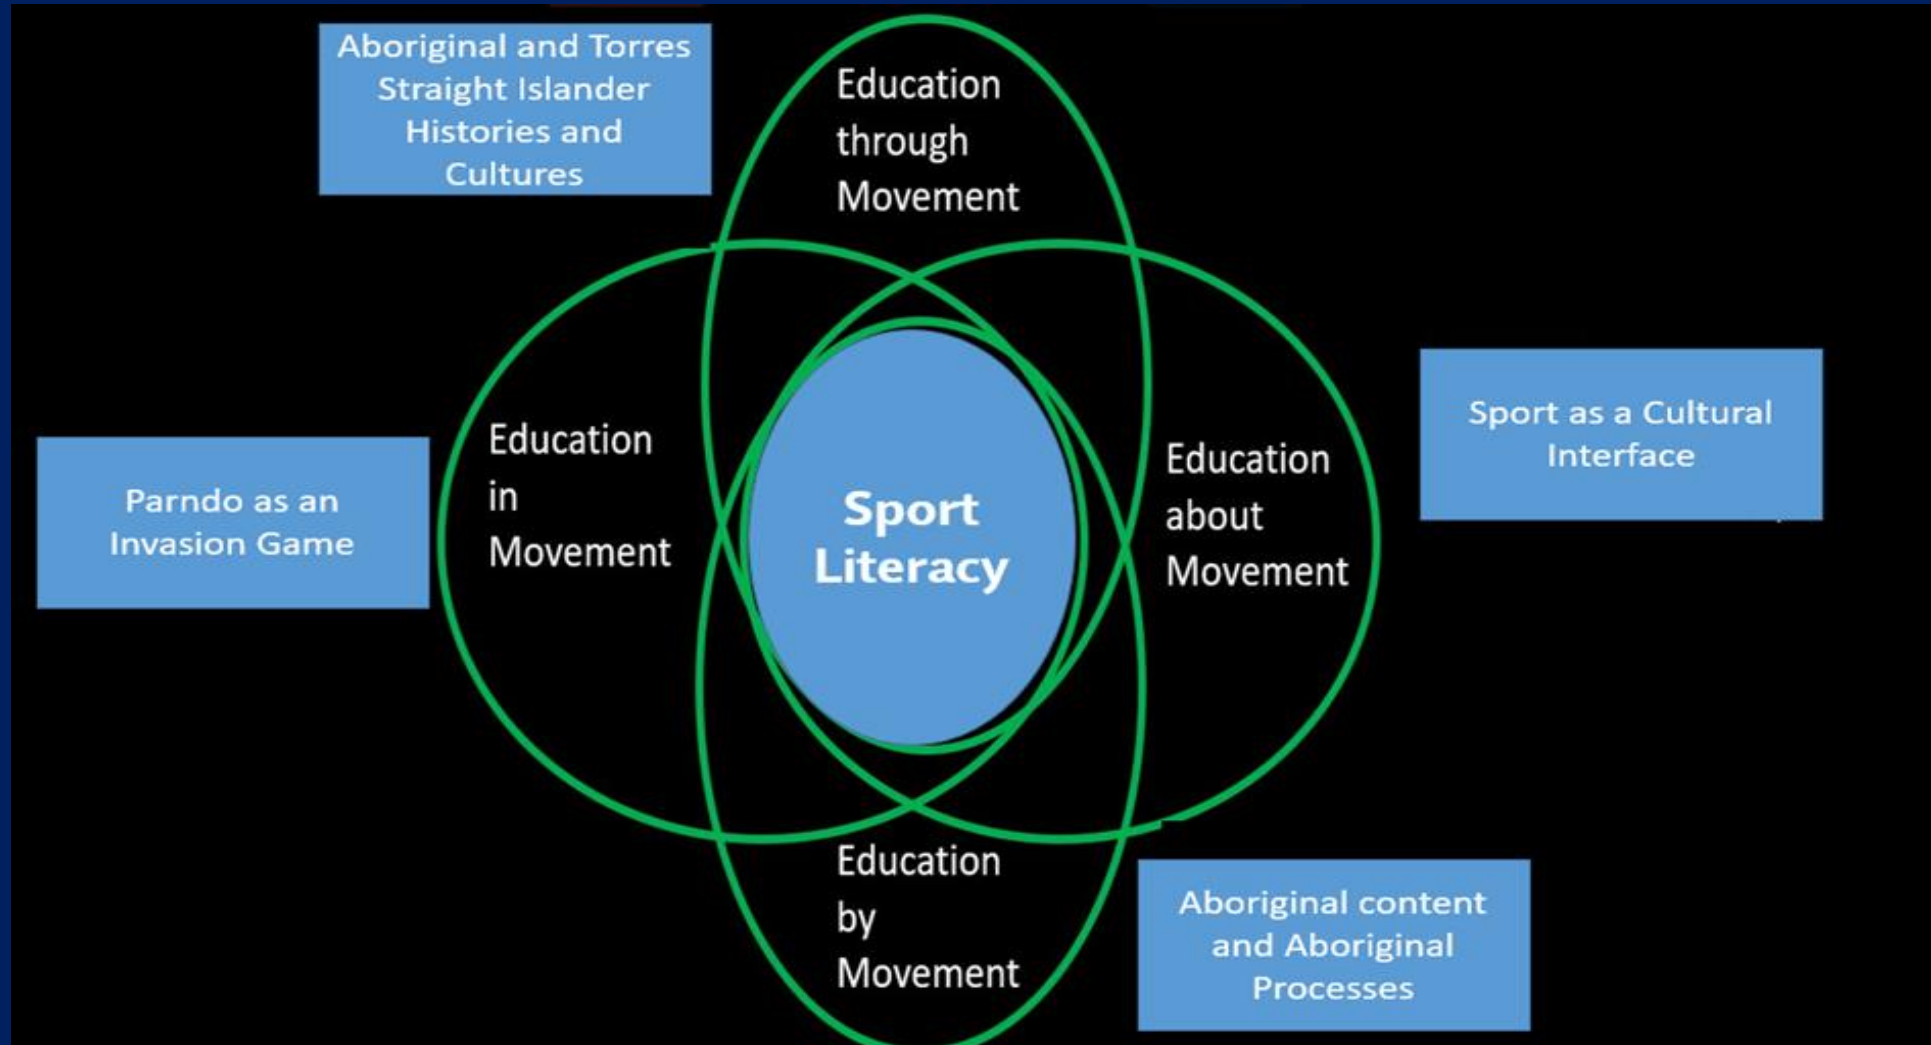 Aboriginal and Torres
Straight Islander
Histories and
Cultures
Education
through
Movement
Parndo as an
Invasion Game
Education
in
Movement
Sport
Literacy
Education
about
Movement
Sport as a Cultural
Interface
Education
by
Movement
Aboriginal content
and Aboriginal
Processes